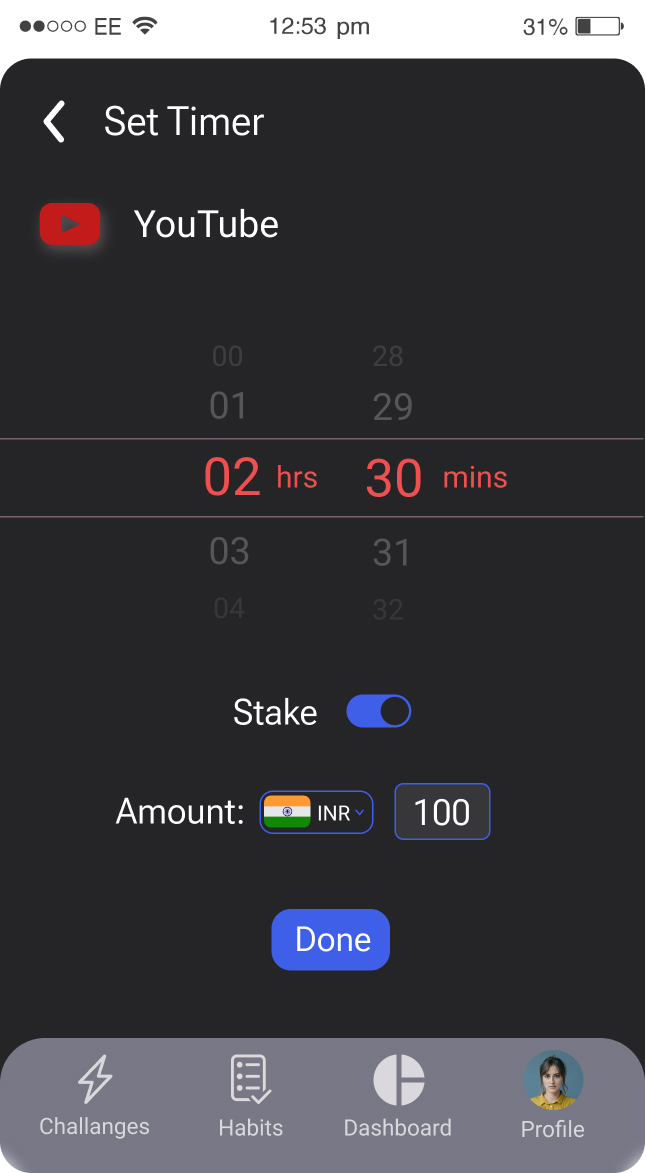 EE 12:53 pm 31%
Set Timer
YouTube
00 28
01 29
02 hrs 30 mins
03 31
04 32
Stake
Amount: INR 100
Done
Challanges Habits Dashboard Profile